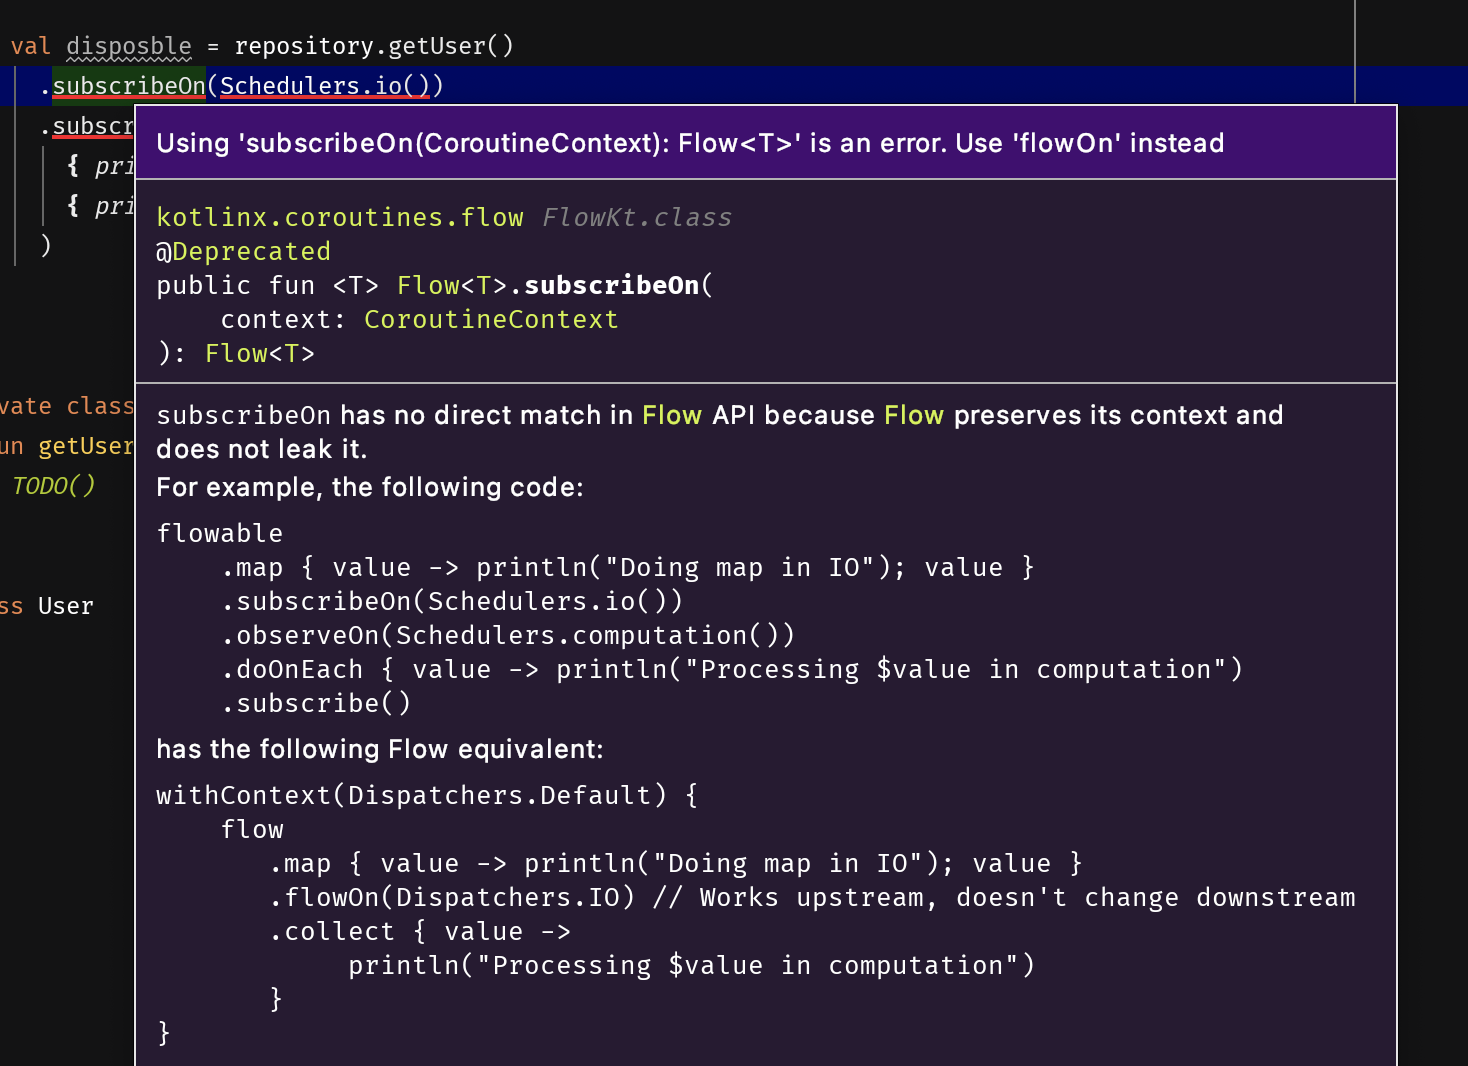 val disposble = repository.getUser()
.subscribeOn(Schedulers.io())
.subscr
{ pri
{ pri
)
vate class
un getUser
TODO()
ss User
Using 'subscribeOn(CoroutineContext): Flow<T>' is an error. Use 'flowOn' instead
kotlinx.coroutines.flow FlowKt.class
@Deprecated
public fun <T> Flow<T>.subscribeOn(
    context: CoroutineContext
): Flow<T>
subscribeOn has no direct match in Flow API because Flow preserves its context and
does not leak it.
For example, the following code:
flowable
    .map { value -> println("Doing map in IO"); value }
    .subscribeOn(Schedulers.io())
    .observeOn(Schedulers.computation())
    .doOnEach { value -> println("Processing $value in computation")
    .subscribe()
has the following Flow equivalent:
withContext(Dispatchers.Default) {
    flow
       .map { value -> println("Doing map in IO"); value }
       .flowOn(Dispatchers.IO) // Works upstream, doesn't change downstream
       .collect { value ->
            println("Processing $value in computation")
       }
}